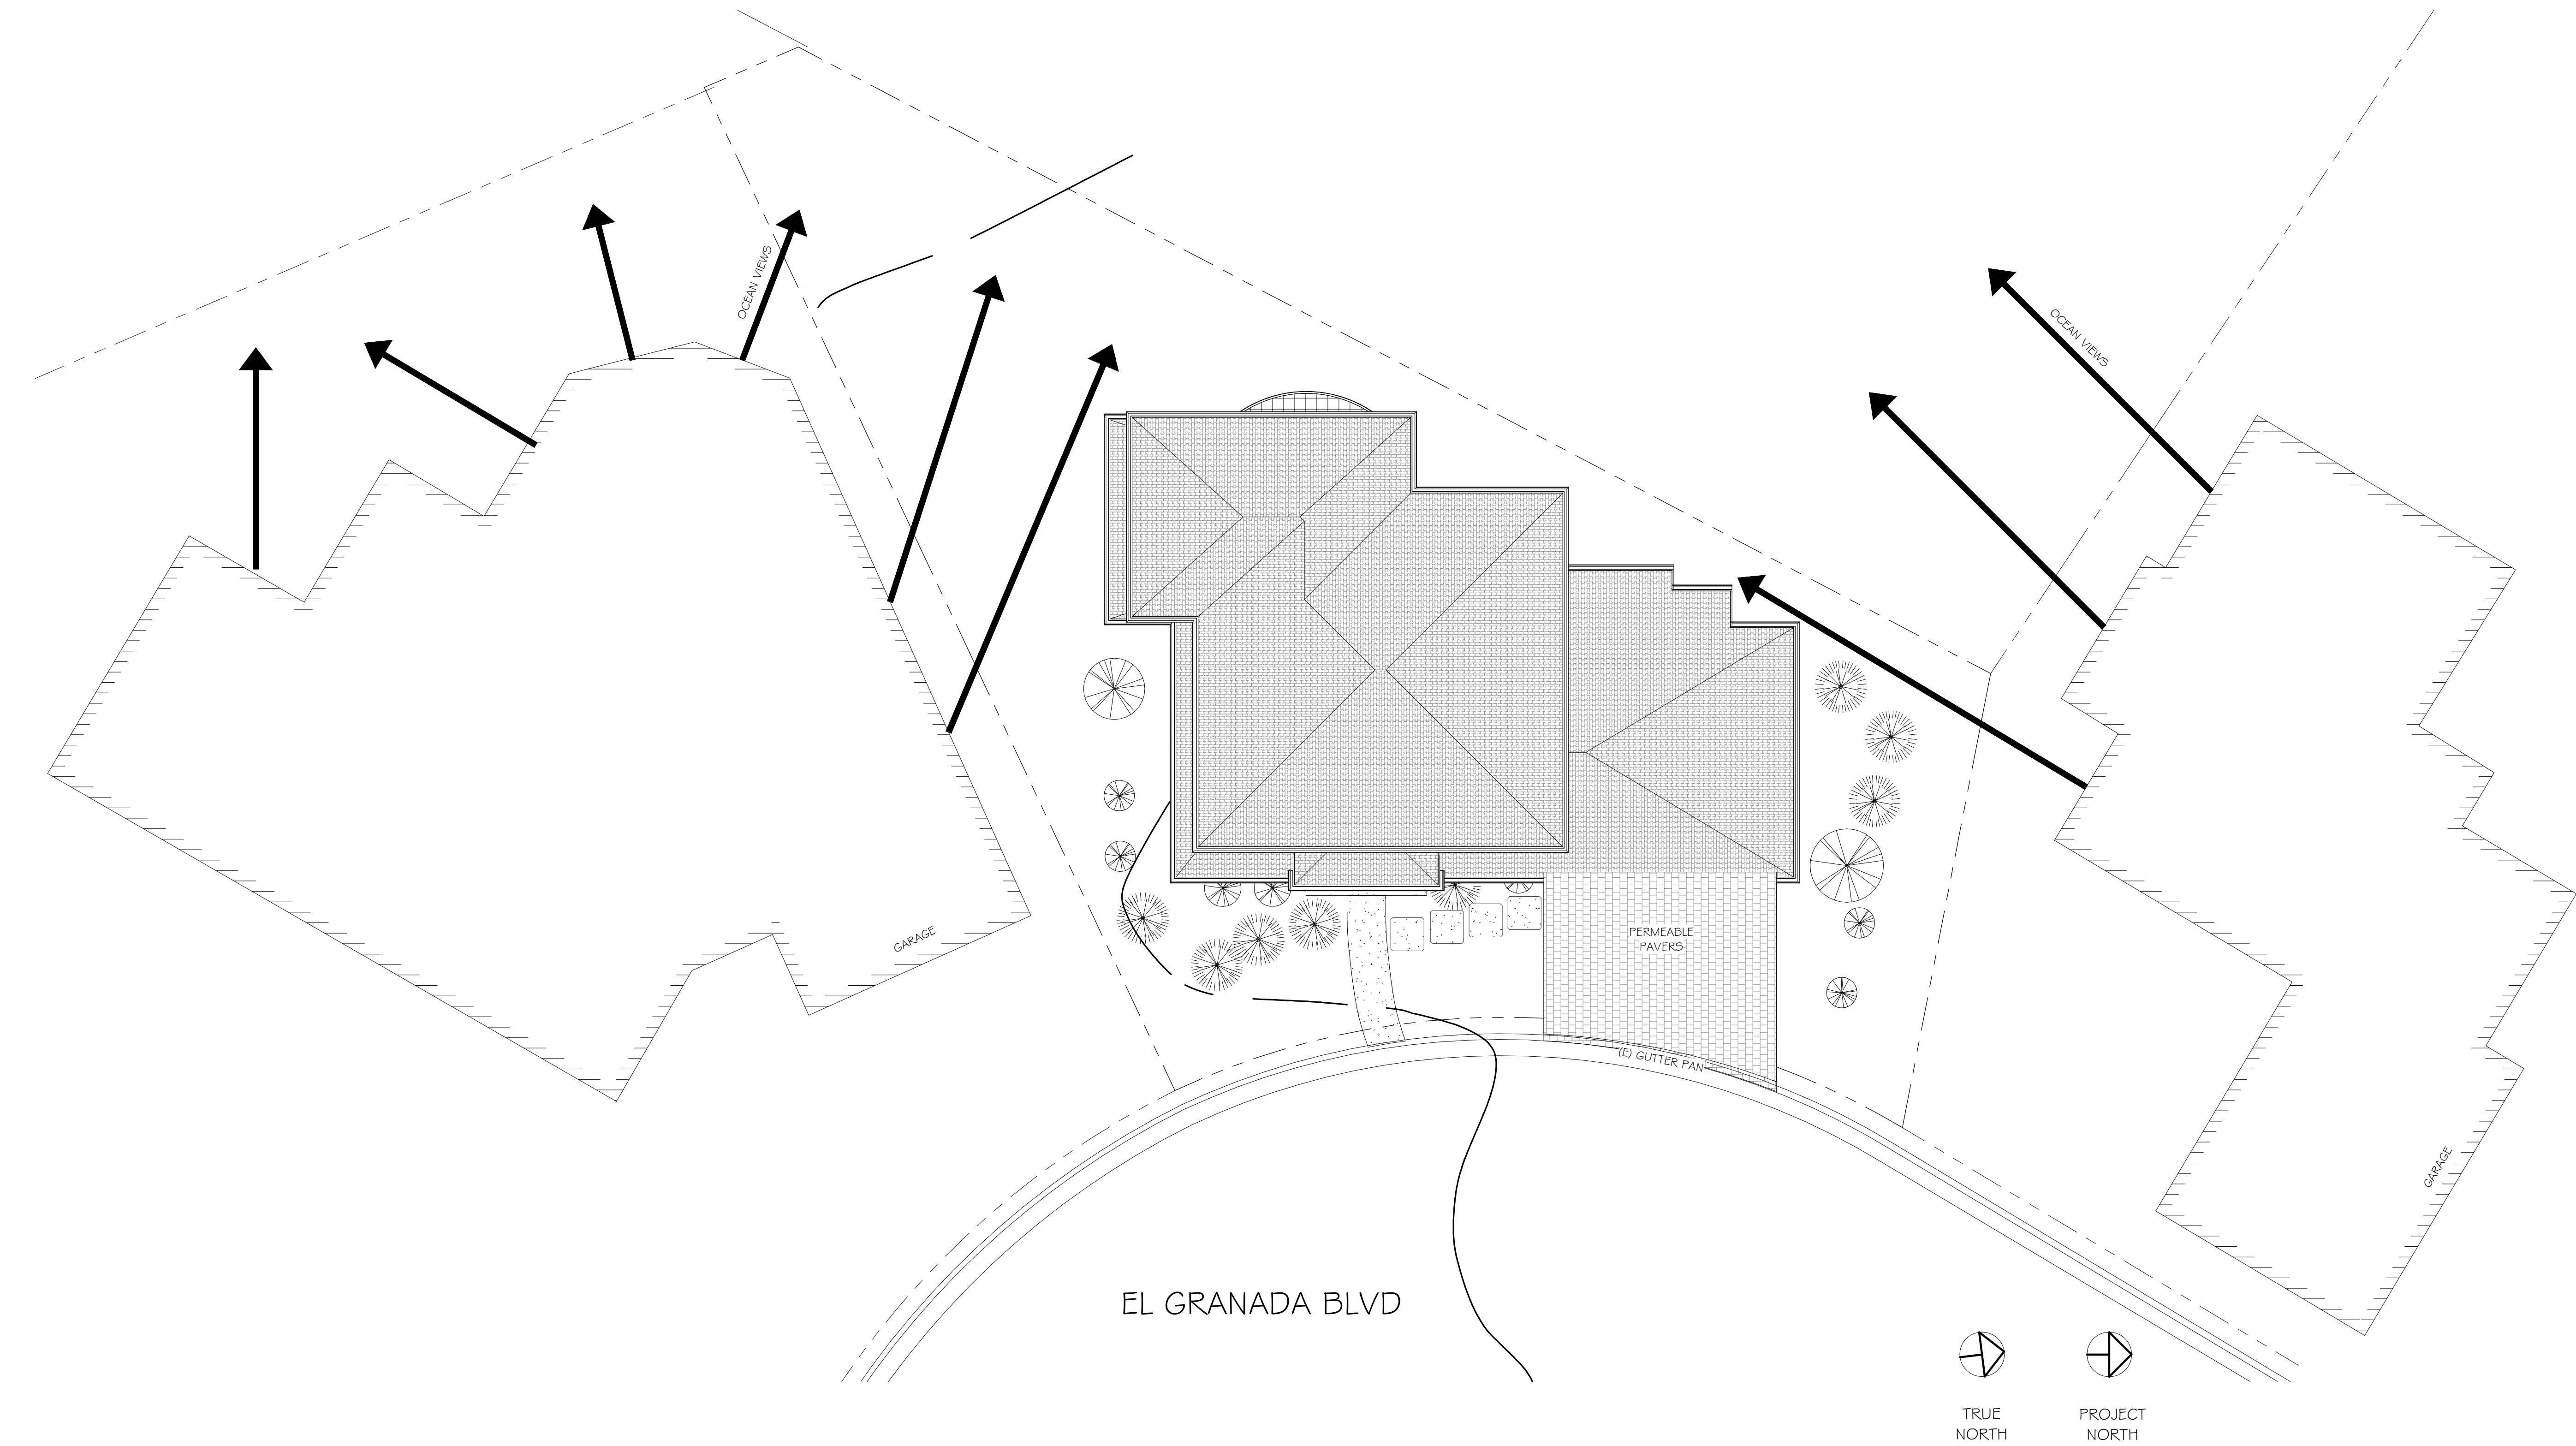 OCEAN VIEWS
OCEAN VIEWS
GARAGE
PERMEABLE
PAVERS
(E) GUTTER PAN
GARAGE
EL GRANADA BLVD
TRUE
NORTH
PROJECT
NORTH